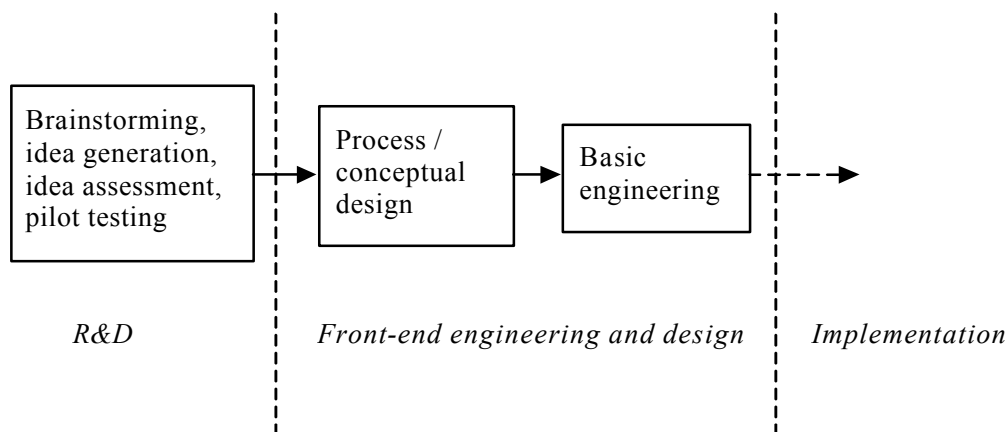 Brainstorming,
idea generation,
idea assessment,
pilot testing
Process /
conceptual
design
Basic
engineering
R&D
Front-end engineering and design
Implementation